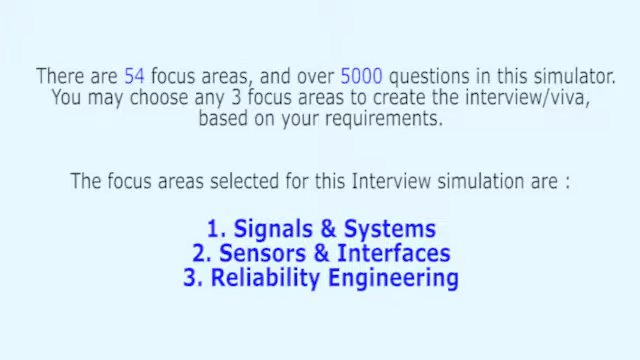 There are 54 focus areas, and over 5000 questions in this simulator.
You may choose any 3 focus areas to create the interview/viva,
based on your requirements.
The focus areas selected for this Interview simulation are :
1. Signals & Systems
2. Sensors & Interfaces
3. Reliability Engineering